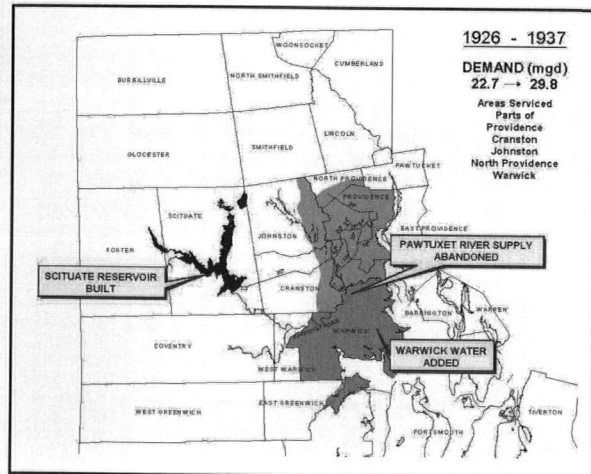 1926 - 1937
DEMAND (mgd)
22.7 → 29.8
Areas Serviced
Parts of
Providence
Cranston
Johnston
North Providence
Warwick
WOONSOCKET
CUMBERLAND
BURRILLVILLE
NORTH SMITHFIELD
LINCOLN
GLOCESTER
SMITHFIELD
PAWTUCKET
NORTH PROVIDENCE
PROVIDENCE
SCITUATE
JOHNSTON
EAST PROVIDENCE
FOSTER
PAWTUXET RIVER SUPPLY
ABANDONED
SCITUATE RESERVOIR
BUILT
CRANSTON
BARRINGTON
WARREN
WARWICK
COVENTRY
WARWICK WATER
ADDED
WEST WARWICK
WEST GREENWICH
EAST GREENWICH
PORTSMOUTH
TIVERTON